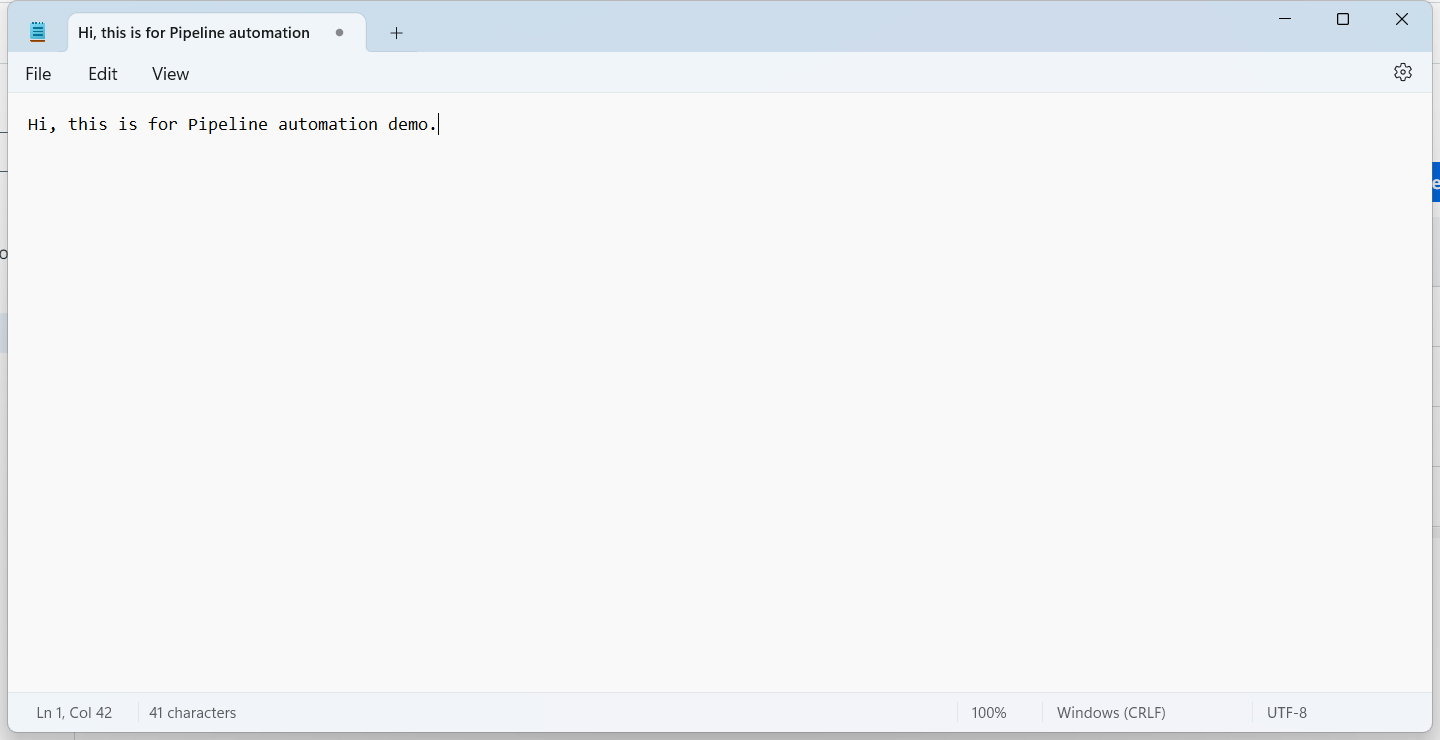 Hi, this is for Pipeline automation
File Edit View
Hi, this is for Pipeline automation demo.
Ln 1, Col 42 41 characters 100% Windows (CRLF) UTF-8